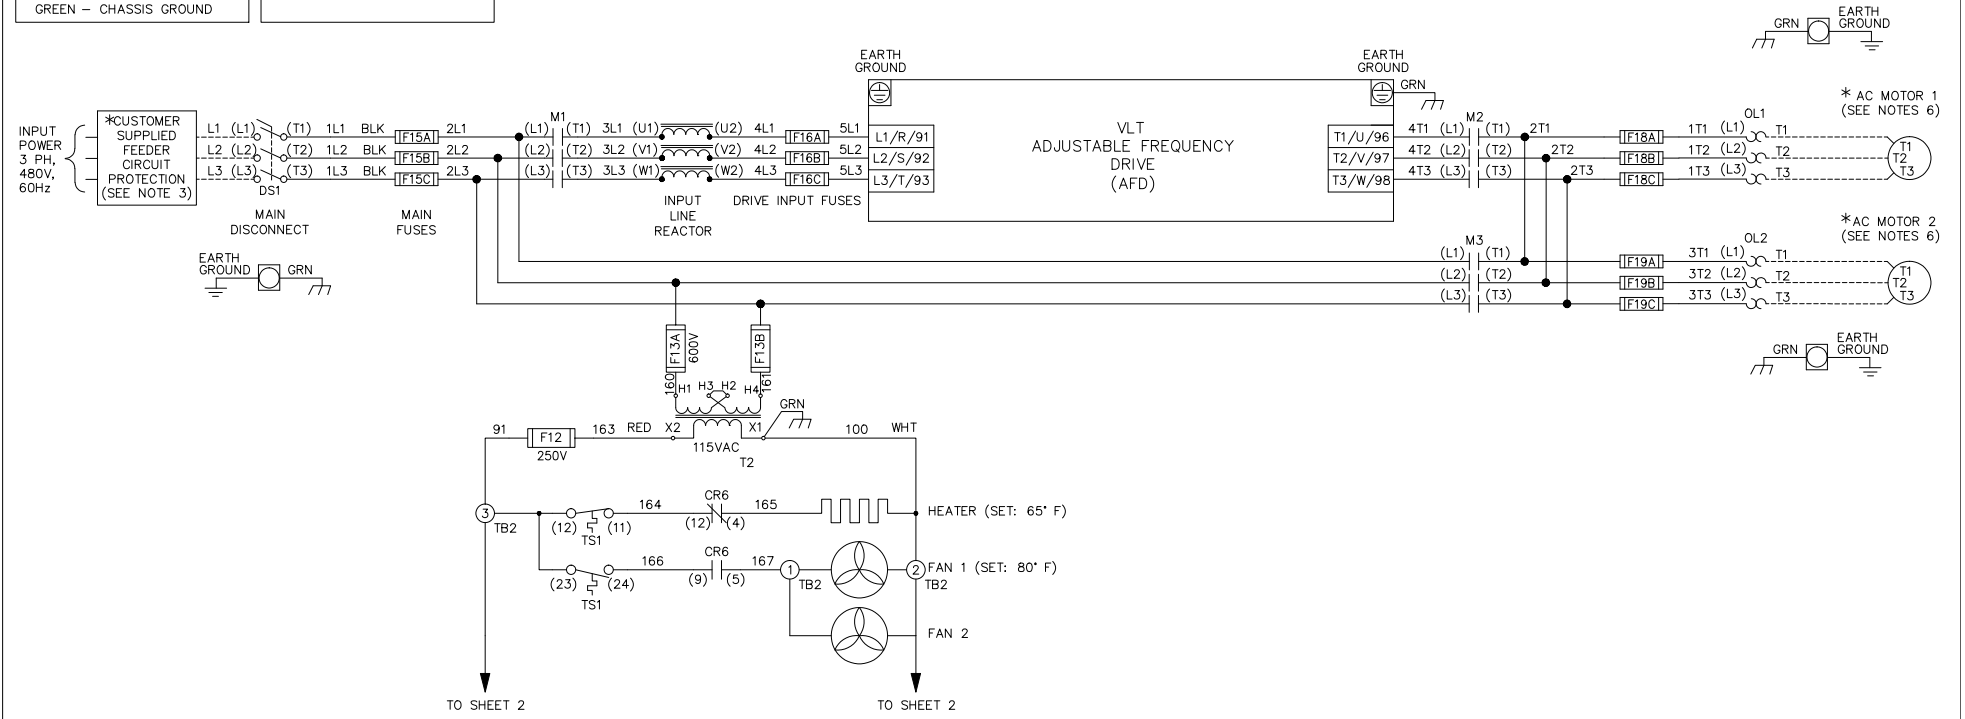 GREEN – CHASSIS GROUND
GRN
EARTH
GROUND
EARTH
GROUND
EARTH
GROUND
GRN
INPUT
POWER
3 PH,
480V,
60Hz
*CUSTOMER
SUPPLIED
FEEDER
CIRCUIT
PROTECTION
(SEE NOTE 3)
L1 (L1) (T1) 1L1 BLK F15A 2L1 (L1) M1 (T1) 3L1 (U1) (U2) 4L1 F16A 5L1 L1/R/91
L2 (L2) (T2) 1L2 BLK F15B 2L2 (L2) (T2) 3L2 (V1) (V2) 4L2 F16B 5L2 L2/S/92
L3 (L3) (T3) 1L3 BLK F15C 2L3 (L3) (T3) 3L3 (W1) (W2) 4L3 F16C 5L3 L3/T/93
DS1
MAIN
DISCONNECT
MAIN
FUSES
INPUT
LINE
REACTOR
DRIVE INPUT FUSES
VLT
ADJUSTABLE FREQUENCY
DRIVE
(AFD)
T1/U/96 4T1 (L1) M2 (T1) 2T1 F18A 1T1 (L1) OL1 T1
T2/V/97 4T2 (L2) (T2) 2T2 F18B 1T2 (L2) T2
T3/W/98 4T3 (L3) (T3) 2T3 F18C 1T3 (L3) T3
* AC MOTOR 1
(SEE NOTES 6)
T1
T2
T3
*AC MOTOR 2
(SEE NOTES 6)
(L1) M3 (T1) F19A 3T1 (L1) OL2 T1
(L2) (T2) F19B 3T2 (L2) T2
(L3) (T3) F19C 3T3 (L3) T3
T1
T2
T3
EARTH
GROUND
GRN
GRN
EARTH
GROUND
F13A
600V
F13B
160
161
H1 H3 H2 H4
GRN
91 F12 163 RED X2 X1 100 WHT
250V
115VAC
T2
3
TB2
(12) (11) 164 CR6 165
TS1
(12) (4)
HEATER (SET: 65° F)
(23) (24) 166 CR6 167 1
TS1
(9) (5)
TB2
2
TB2
FAN 1 (SET: 80° F)
FAN 2
TO SHEET 2
TO SHEET 2